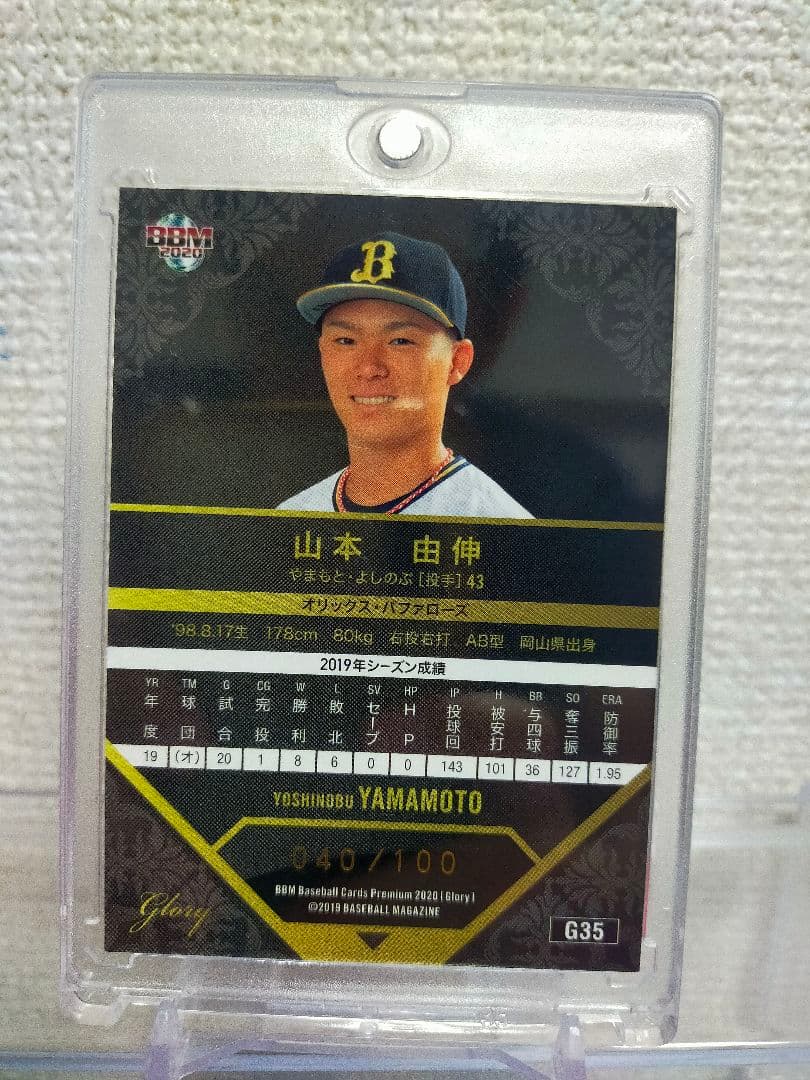 BBM
2020
B
山本 由伸
やまもと・よしのぶ [投手] 43
オリックス・バファローズ
'98.8.17生 178cm 80kg 右投右打 AB型 岡山県出身
2019年シーズン成績
YR TM G CG W L SV HP IP H BB SO ERA
年度 球団 試合 完投 勝利 敗北 セーブ HP 投球回 被安打 与四球 奪三振 防御率
19 (オ) 20 1 8 6 0 0 143 101 36 127 1.95
YOSHINOBU YAMAMOTO
040/100
BBM Baseball Cards Premium 2020 [Glory]
©2019 BASEBALL MAGAZINE
Glory
G35